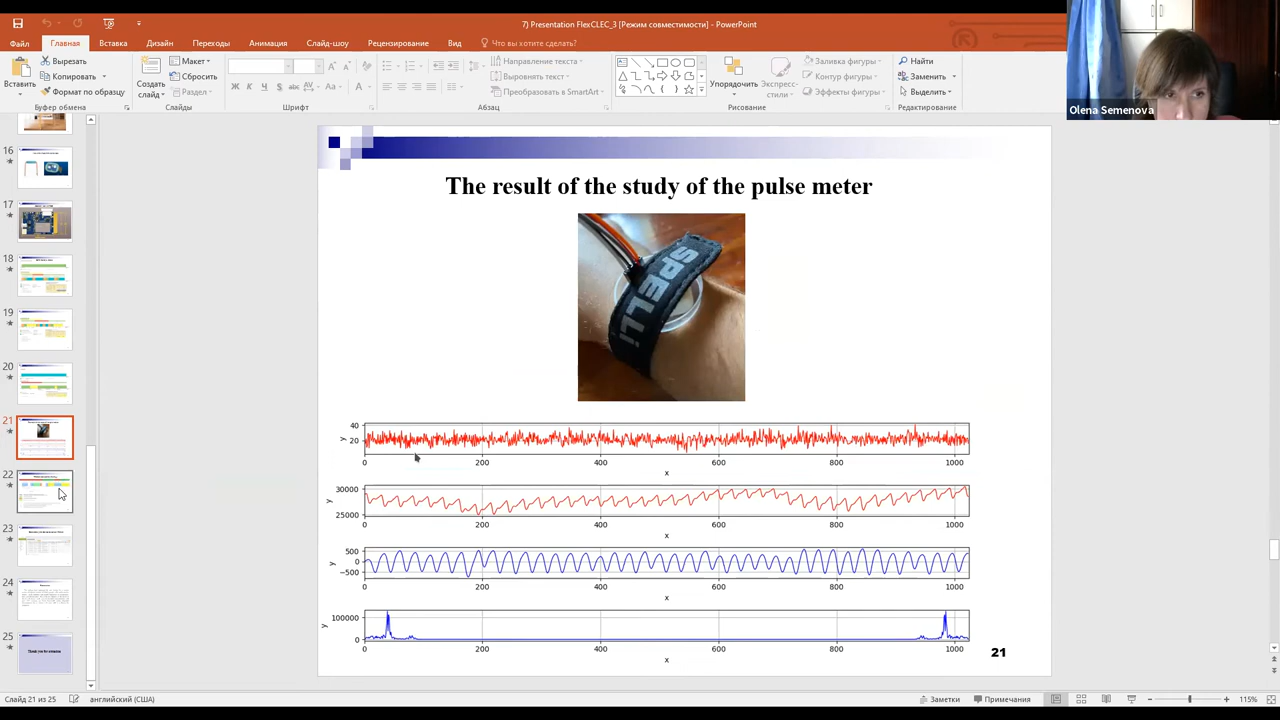 7) Presentation FlexCLEC_3 [Режим совместимости] - PowerPoint
Файл Главная Вставка Дизайн Переходы Анимация Слайд-шоу Рецензирование Вид Что вы хотите сделать?
Вставить
Вырезать
Копировать
Формат по образцу
Буфер обмена
Создать слайд
Макет
Сбросить
Раздел
Слайды
Ж К Ч S abc AV Aa A
Шрифт
Направление текста
Выровнять текст
Преобразовать в SmartArt
Абзац
Упорядочить
Экспресс-стили
Заливка фигуры
Контур фигуры
Эффекты фигуры
Рисование
Найти
Заменить
Выделить
Редактирование
Olena Semenova
16
17
18
19
20
21
22
23
24
25
The result of the study of the pulse meter
SPELL!
40
20
y
0 200 400 600 800 1000
x
30000
25000
y
0 200 400 600 800 1000
x
500
0
−500
y
0 200 400 600 800 1000
x
100000
0
y
0 200 400 600 800 1000
x
21
Слайд 21 из 25 английский (США) Заметки Примечания 115%